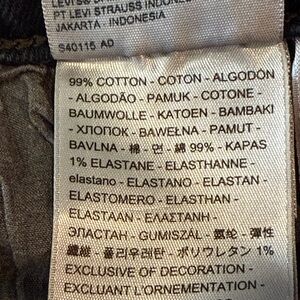 PT LEVI STRAUSS INDONES
JAKARTA - INDONESIA
S40115 AD
99% COTTON - COTON - ALGODÓN
- ALGODÃO - PAMUK - COTONE -
BAUMWOLLE - KATOEN - BAMBAKI
- ХЛОПОК - BAWEŁNA - PAMUT -
BAVLNA - 棉 - 면 - 綿 99% - KAPAS
1% ELASTANE - ELASTHANNE -
elastano - ELASTANO - ELASTAN -
ELASTOMERO - ELASTHAN -
ELASTAAN - ΕΛΑΣΤΑΝΗ -
ЭЛАСТАН - GUMISZÁL - 氨纶 - 彈性
纖維 - 폴리우레탄 - ポリウレタン 1%
EXCLUSIVE OF DECORATION -
EXCLUANT L'ORNEMENTATION -